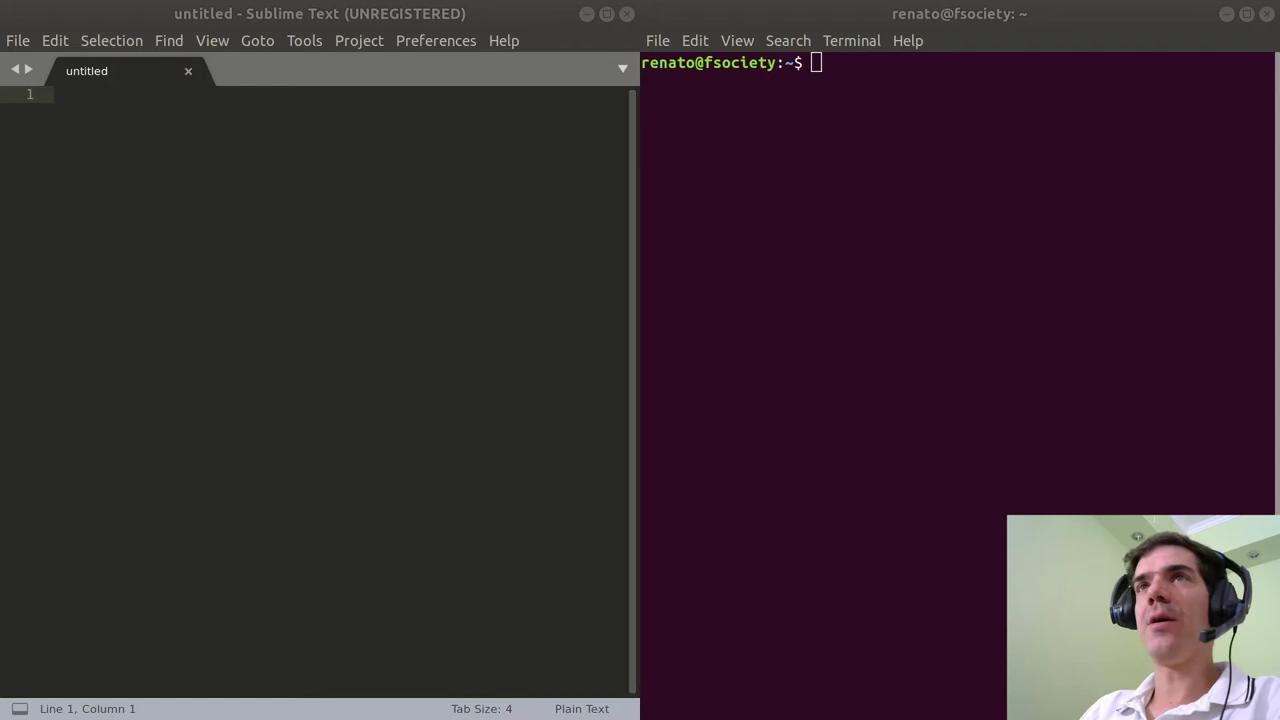 untitled - Sublime Text (UNREGISTERED)
File Edit Selection Find View Goto Tools Project Preferences Help
untitled
1
Line 1, Column 1
Tab Size: 4
Plain Text
renato@fsociety: ~
File Edit View Search Terminal Help
renato@fsociety:~$